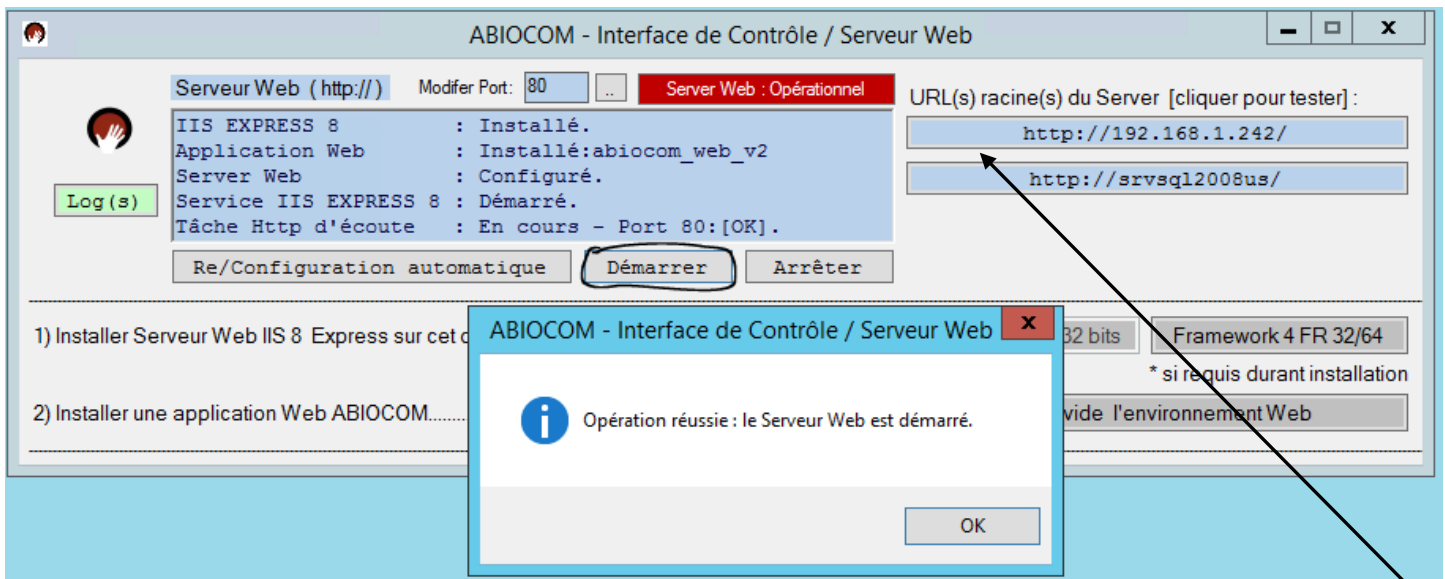 ABIOCOM - Interface de Contrôle / Serveur Web
Serveur Web ( http:// ) Modifer Port: 80 .. Server Web : Opérationnel
URL(s) racine(s) du Server [cliquer pour tester] :
IIS EXPRESS 8 : Installé.
Application Web : Installé:abiocom_web_v2
Server Web : Configuré.
Service IIS EXPRESS 8 : Démarré.
Tâche Http d'écoute : En cours - Port 80:[OK].
http://192.168.1.242/
http://srvsql2008us/
Log(s)
Re/Configuration automatique Démarrer Arrêter
1) Installer Serveur Web IIS 8 Express sur cet 32 bits Framework 4 FR 32/64
* si requis durant installation
2) Installer une application Web ABIOCOM......... vide l'environnement Web
ABIOCOM - Interface de Contrôle / Serveur Web
Opération réussie : le Serveur Web est démarré.
OK